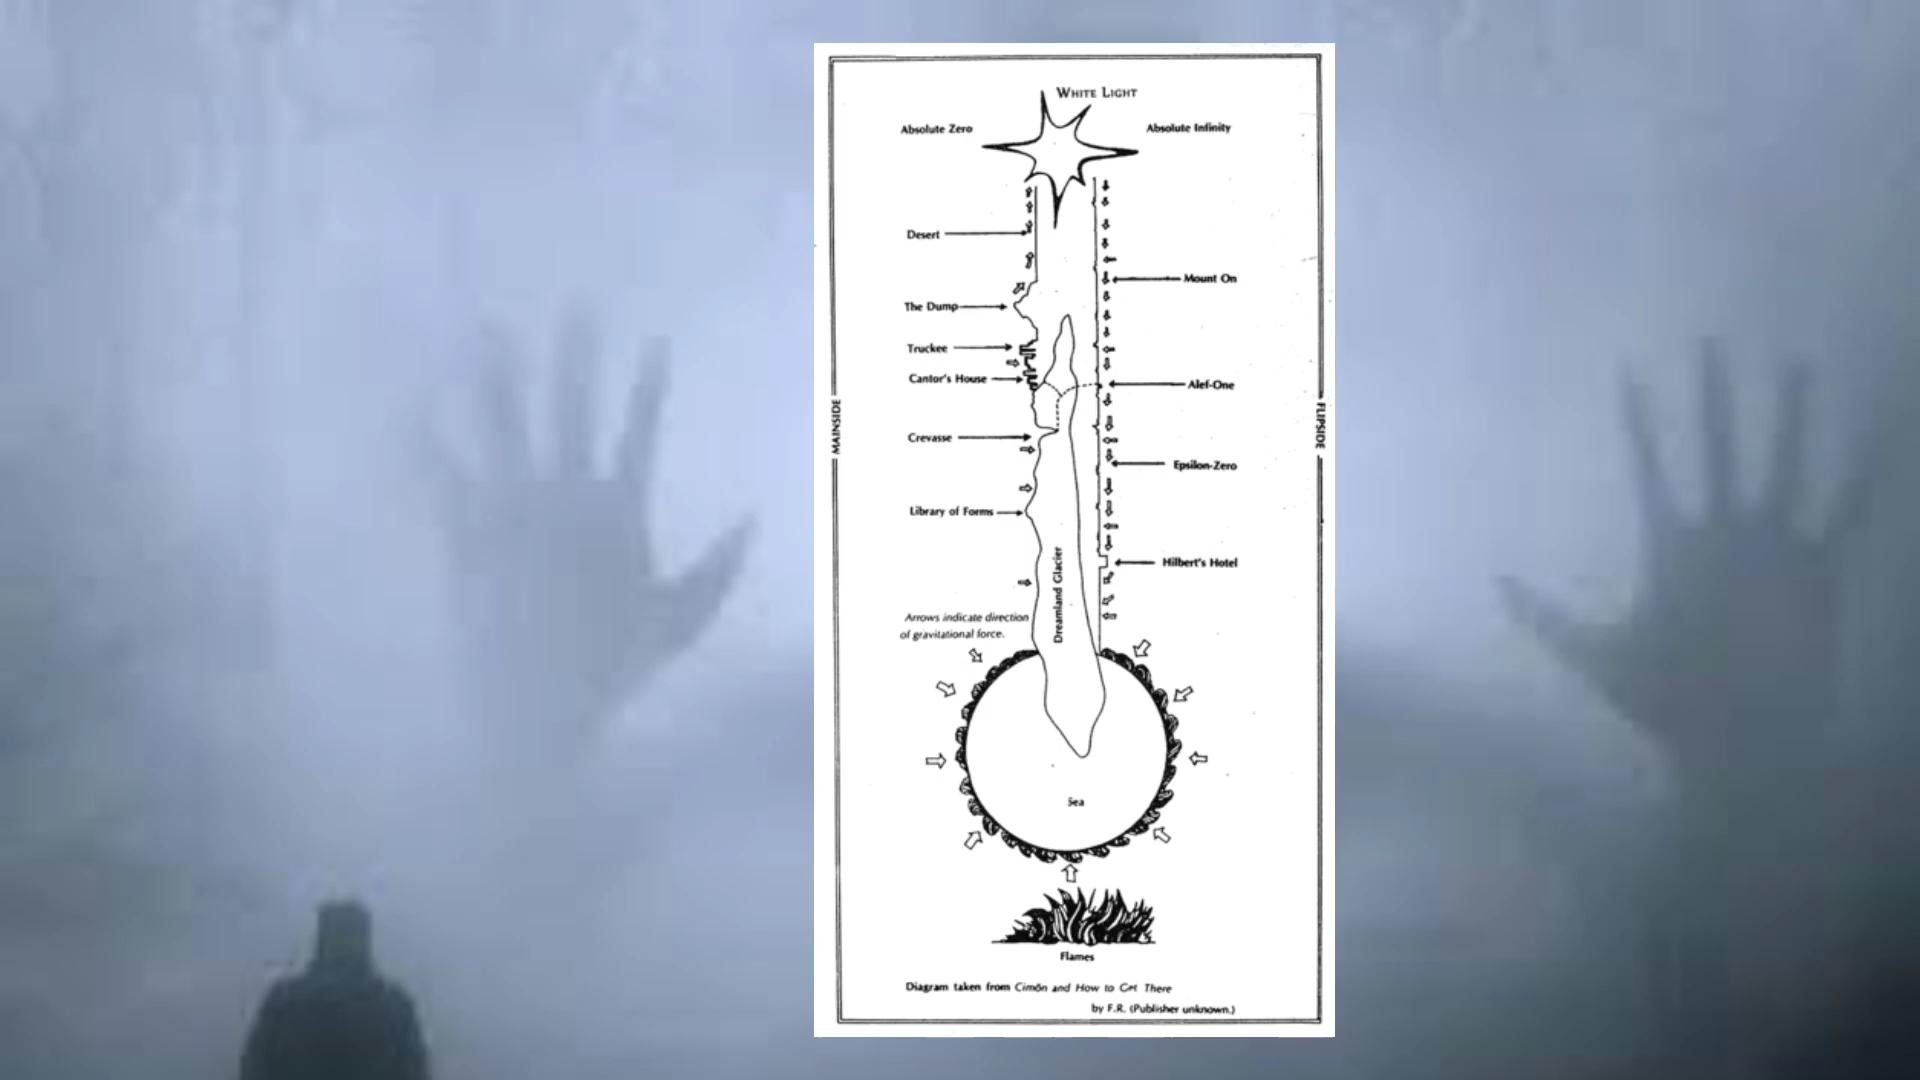 WHITE LIGHT
Absolute Zero
Absolute Infinity
Desert
Mount On
The Dump
Truckee
Cantor's House
Alef-One
MAINSIDE
FLIPSIDE
Crevasse
Epsilon-Zero
Library of Forms
Hilbert's Hotel
Dreamland Glacier
Arrows indicate direction
of gravitational force.
Sea
Flames
Diagram taken from Cimön and How to Get There
by F.R. (Publisher unknown.)